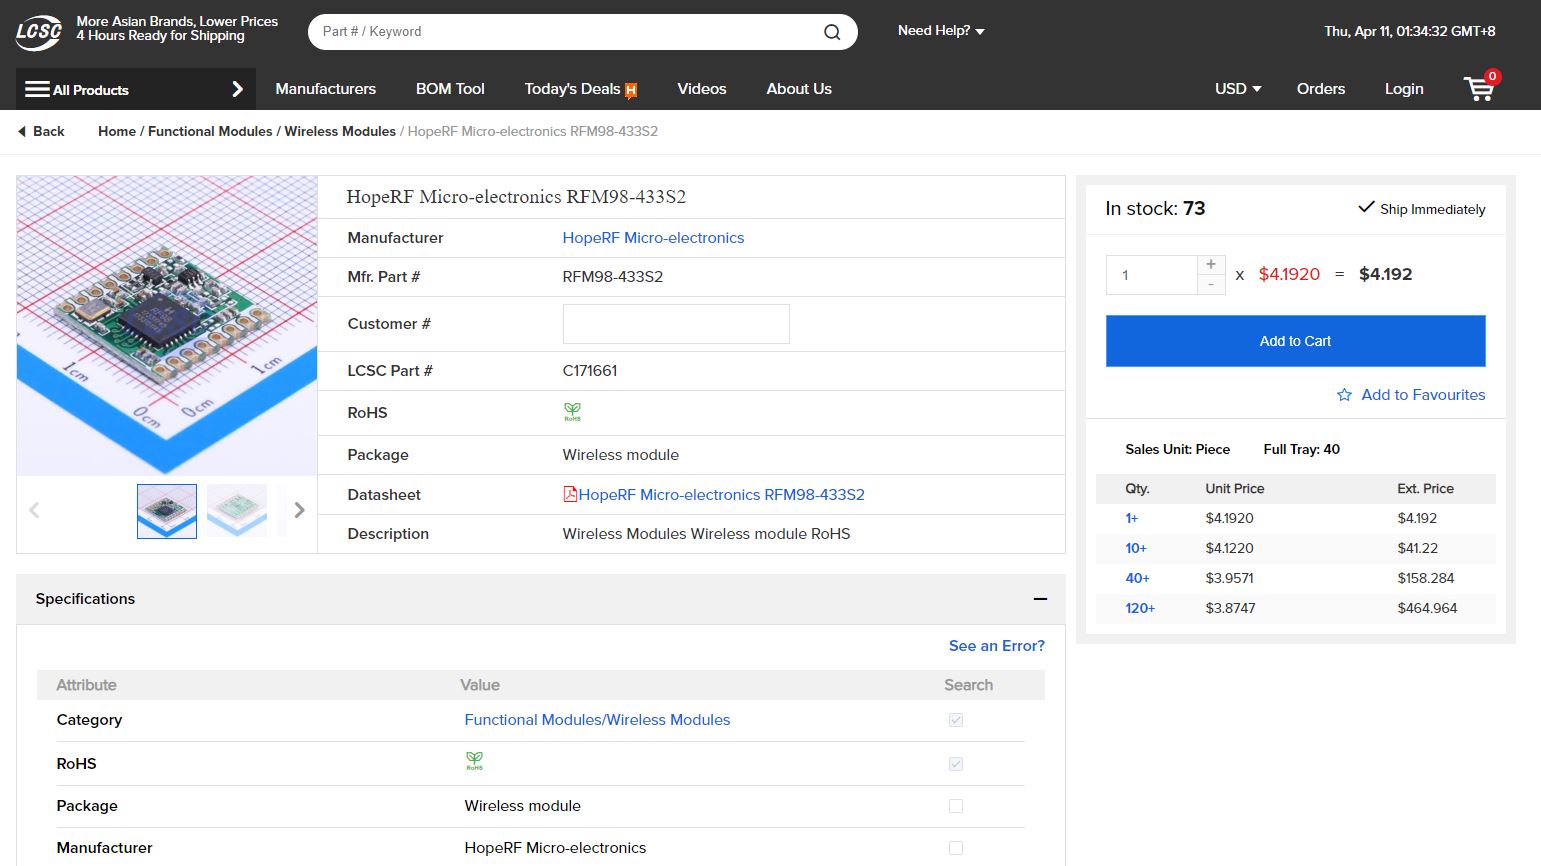 LCSC
More Asian Brands, Lower Prices
4 Hours Ready for Shipping
Part # / Keyword
Need Help?
Thu, Apr 11, 01:34:32 GMT+8
All Products
Manufacturers
BOM Tool
Today's Deals H
Videos
About Us
USD
Orders
Login
0
Back
Home / Functional Modules / Wireless Modules / HopeRF Micro-electronics RFM98-433S2
1cm
0cm
0cm
1cm
HopeRF Micro-electronics RFM98-433S2
Manufacturer HopeRF Micro-electronics
Mfr. Part # RFM98-433S2
Customer #
LCSC Part # C171661
RoHS RoHS
Package Wireless module
Datasheet HopeRF Micro-electronics RFM98-433S2
Description Wireless Modules Wireless module RoHS
In stock: 73 Ship Immediately
1 + - x $4.1920 = $4.192
Add to Cart
Add to Favourites
Sales Unit: Piece Full Tray: 40
Qty. Unit Price Ext. Price
1+ $4.1920 $4.192
10+ $4.1220 $41.22
40+ $3.9571 $158.284
120+ $3.8747 $464.964
Specifications
See an Error?
Attribute Value Search
Category Functional Modules/Wireless Modules
RoHS RoHS
Package Wireless module
Manufacturer HopeRF Micro-electronics